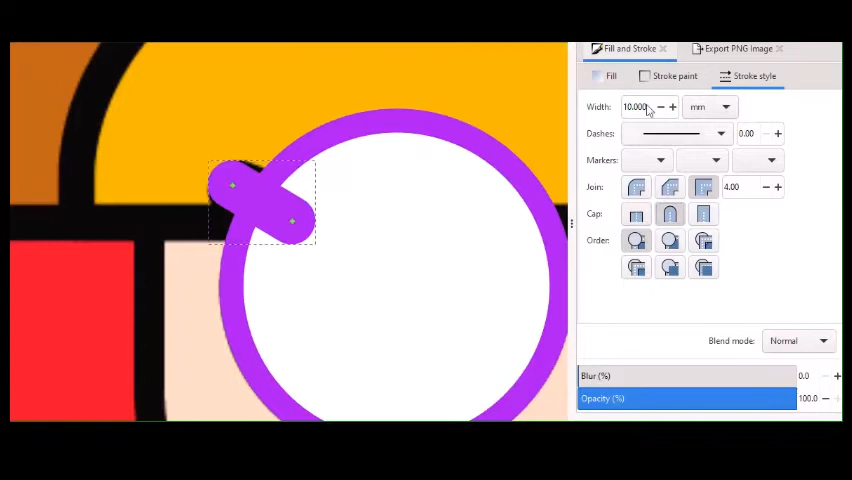 Fill and Stroke Export PNG Image
Fill Stroke paint Stroke style
Width: 10.000 mm
Dashes: 0.00
Markers:
Join: 4.00
Cap:
Order:
Blend mode: Normal
Blur (%) 0.0
Opacity (%) 100.0